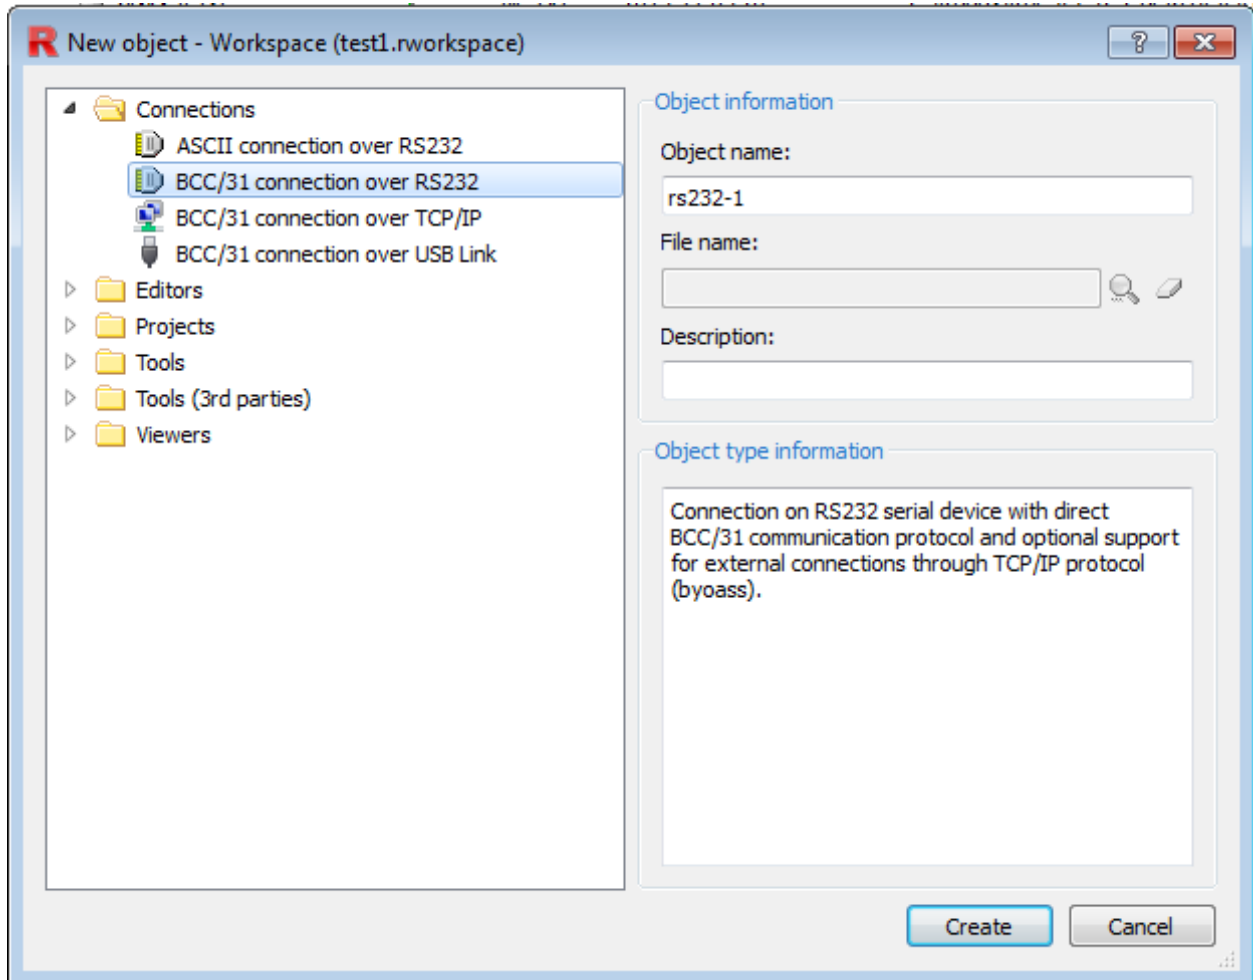 New object - Workspace (test1.rworkspace)
Connections
ASCII connection over RS232
BCC/31 connection over RS232
BCC/31 connection over TCP/IP
BCC/31 connection over USB Link
Editors
Projects
Tools
Tools (3rd parties)
Viewers
Object information
Object name:
rs232-1
File name:
Description:
Object type information
Connection on RS232 serial device with direct
BCC/31 communication protocol and optional support
for external connections through TCP/IP protocol
(byoass).
Create
Cancel